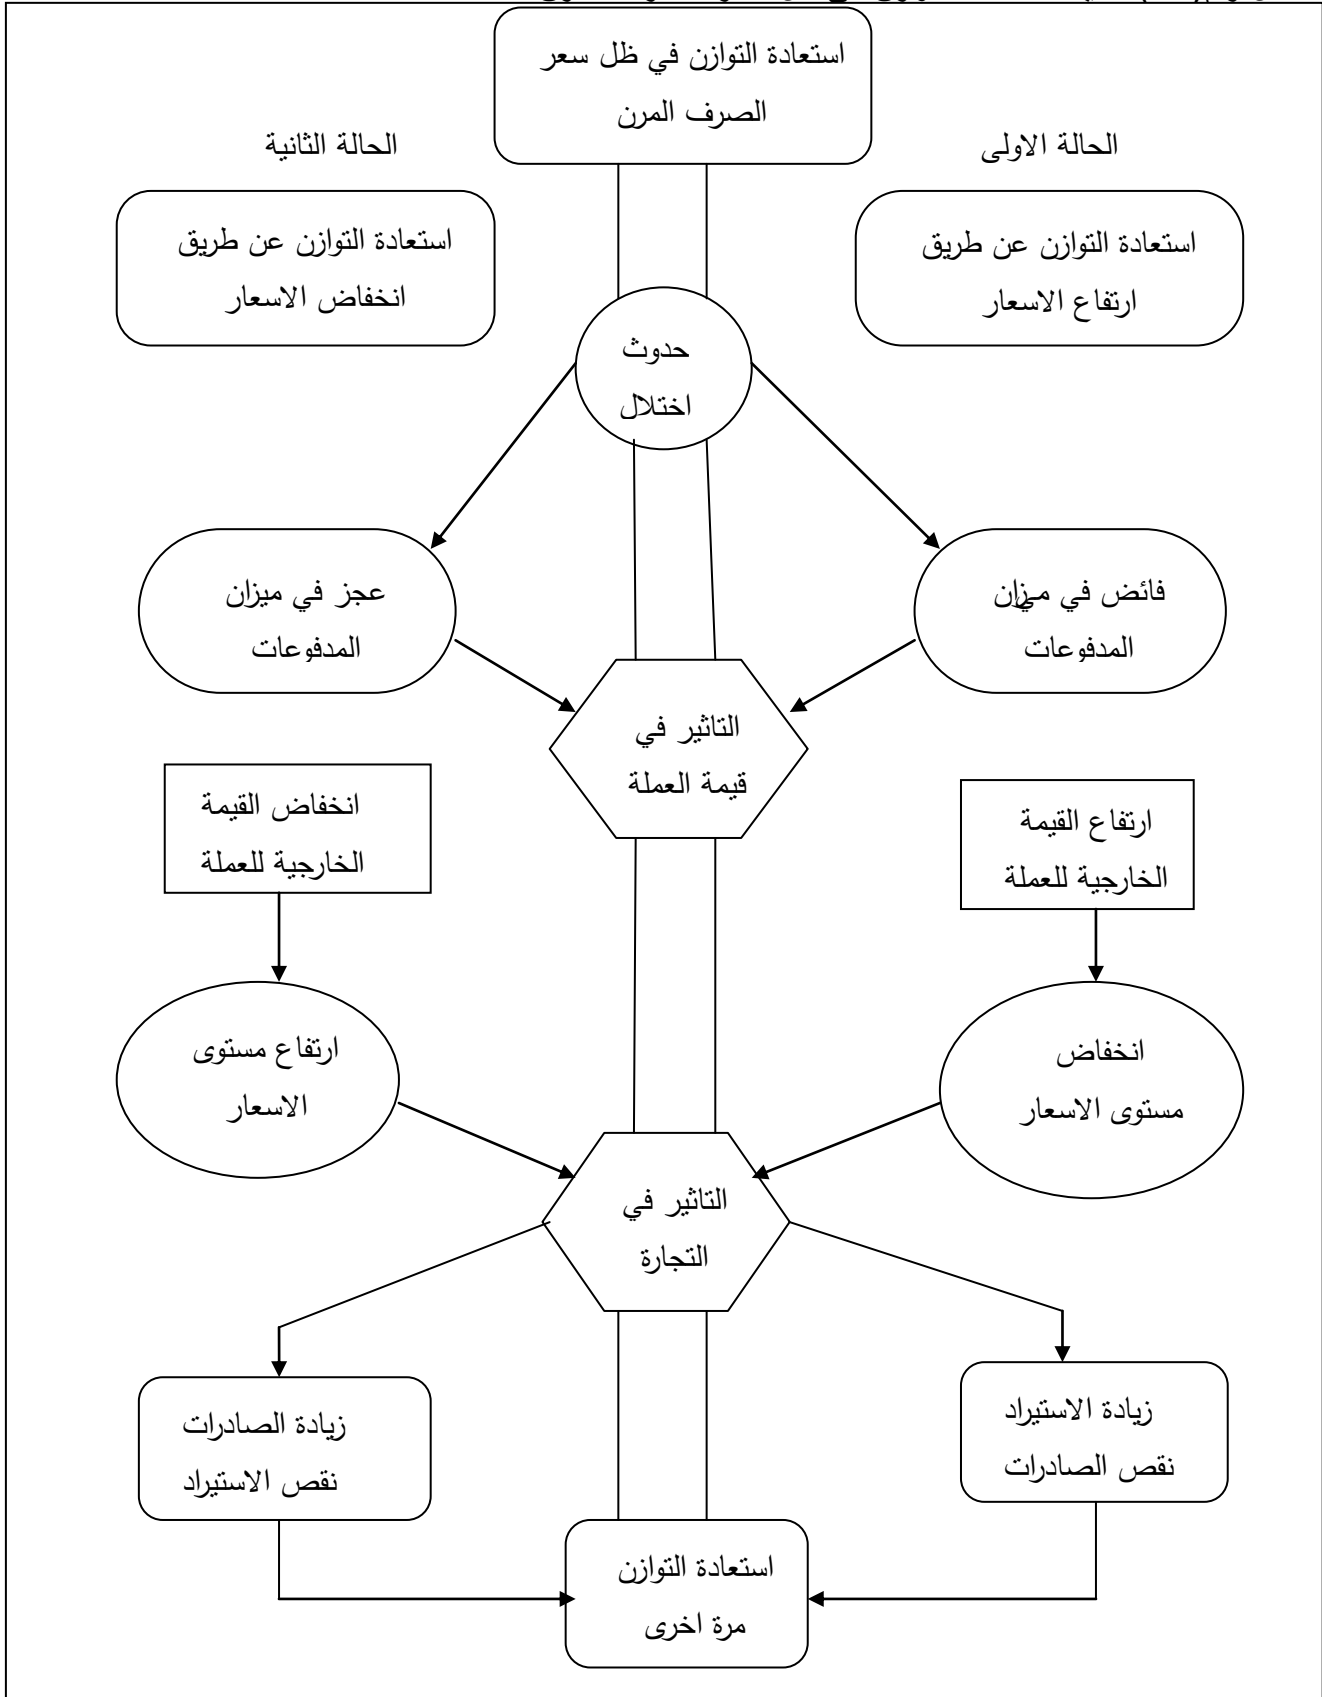 استعادة التوازن في ظل سعر
الصرف المرن
الحالة الاولى
الحالة الثانية
استعادة التوازن عن طريق
ارتفاع الاسعار
استعادة التوازن عن طريق
انخفاض الاسعار
حدوث
اختلال
فائض في ميزان
المدفوعات
عجز في ميزان
المدفوعات
التاثير في
قيمة العملة
ارتفاع القيمة
الخارجية للعملة
انخفاض القيمة
الخارجية للعملة
انخفاض
مستوى الاسعار
ارتفاع مستوى
الاسعار
التاثير في
التجارة
زيادة الاستيراد
نقص الصادرات
زيادة الصادرات
نقص الاستيراد
استعادة التوازن
مرة اخرى